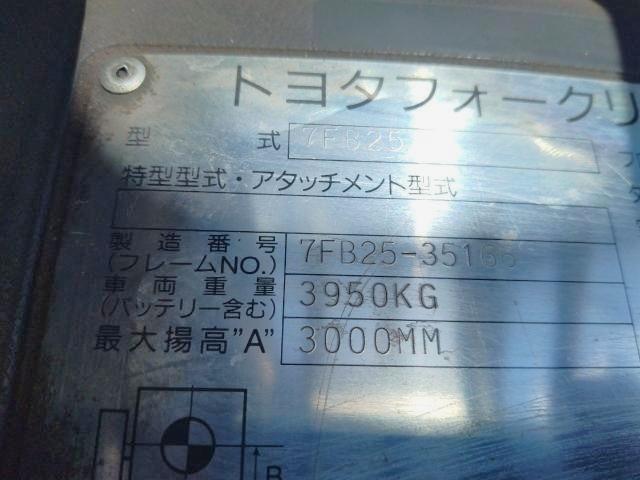 トヨタフォークリ
型 式 7FB25
特型型式・アタッチメント型式
製造番号 7FB25-35166
(フレームNO.)
車両重量 3950KG
(バッテリー含む)
最大揚高"A" 3000MM
B